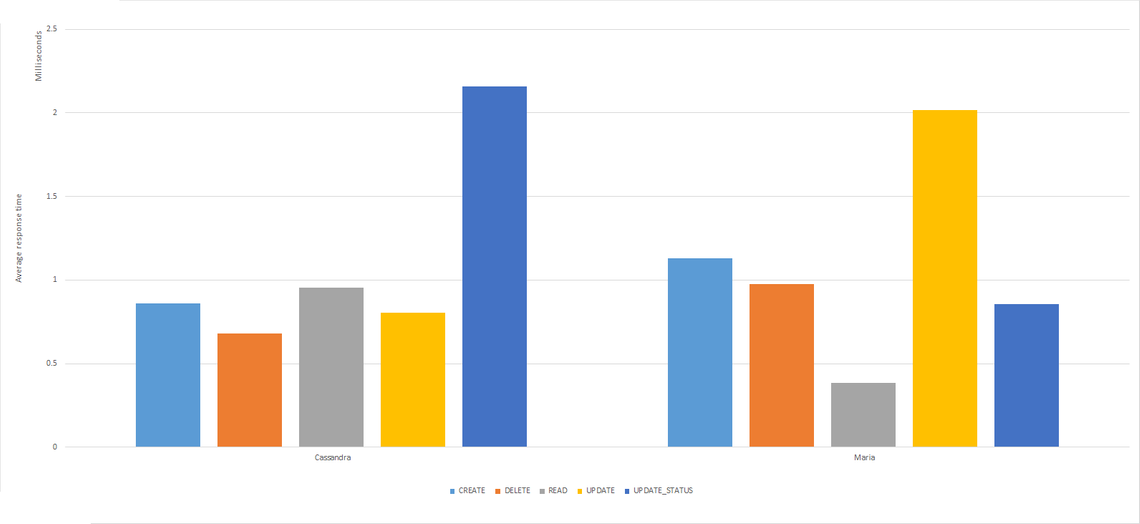 Milliseconds
Average response time
2.5
2
1.5
1
0.5
0
Cassandra
Maria
CREATE DELETE READ UPDATE UPDATE_STATUS